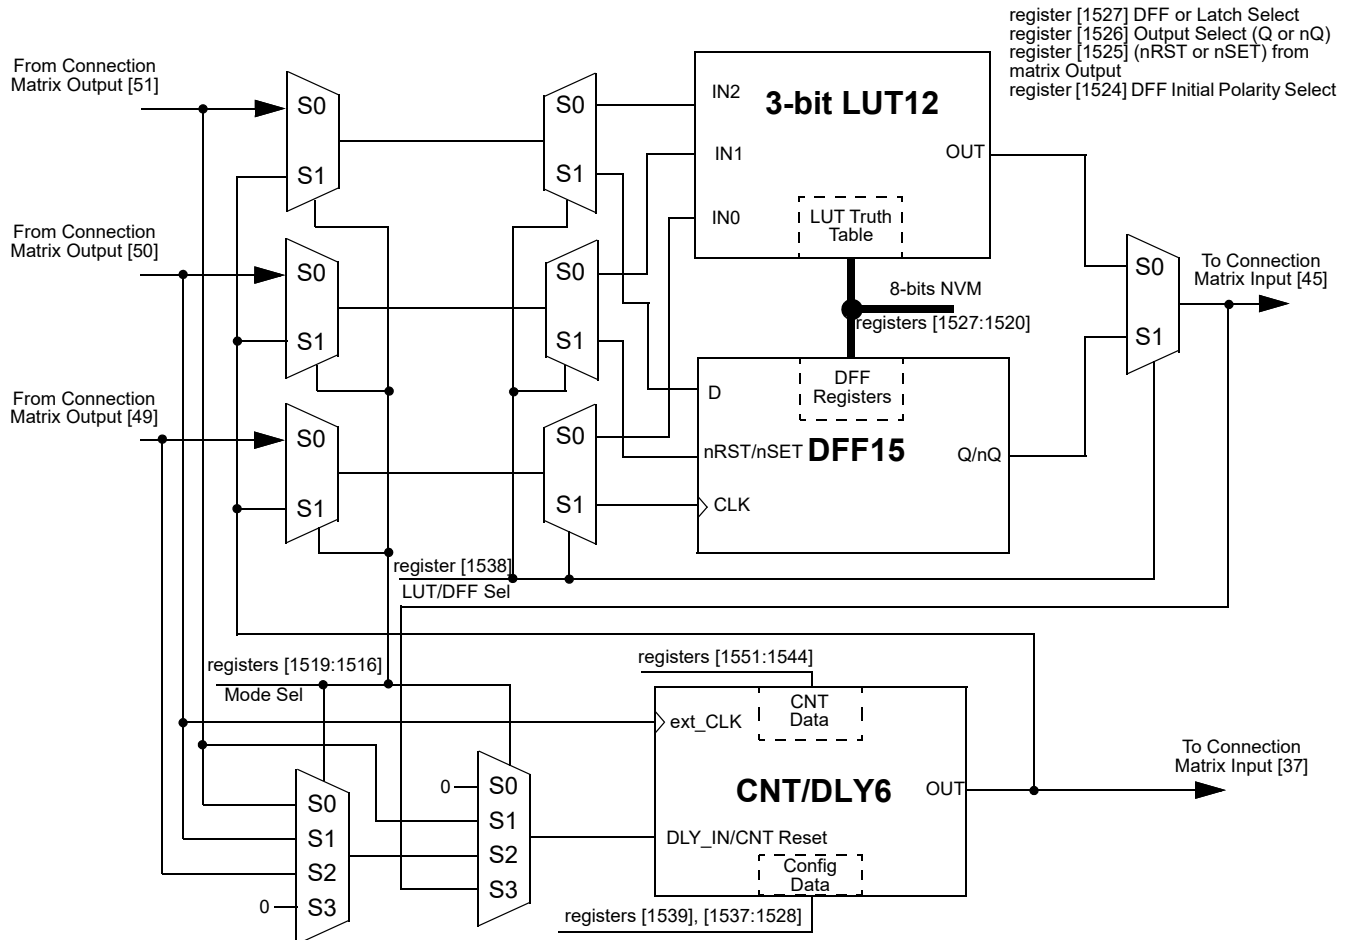 register [1527] DFF or Latch Select
register [1526] Output Select (Q or nQ)
register [1525] (nRST or nSET) from
matrix Output
register [1524] DFF Initial Polarity Select
From Connection
Matrix Output [51]
S0
S1
S0
S1
IN2
3-bit LUT12
IN1
OUT
IN0
LUT Truth
Table
From Connection
Matrix Output [50]
S0
S1
S0
S1
8-bits NVM
registers [1527:1520]
S0
S1
To Connection
Matrix Input [45]
From Connection
Matrix Output [49]
S0
S1
S0
S1
DFF
Registers
D
nRST/nSET
DFF15
Q/nQ
CLK
register [1538]
LUT/DFF Sel
registers [1519:1516]
Mode Sel
registers [1551:1544]
CNT
Data
ext_CLK
CNT/DLY6
OUT
To Connection
Matrix Input [37]
DLY_IN/CNT Reset
Config
Data
0
S0
S1
S2
S3
S0
S1
S2
0
S3
registers [1539], [1537:1528]